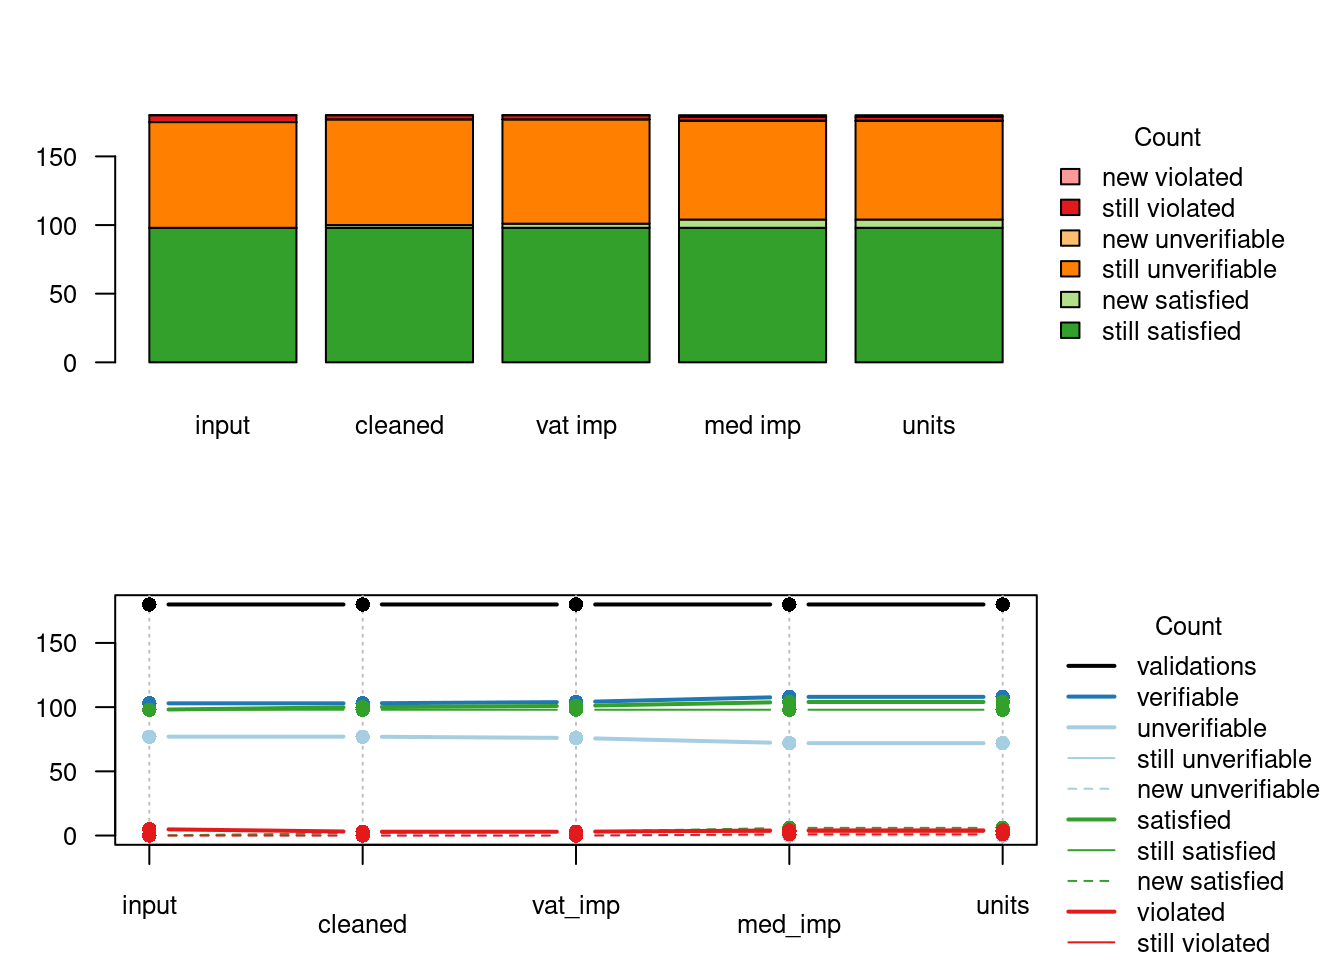 Count
new violated
still violated
new unverifiable
still unverifiable
new satisfied
still satisfied
150
100
50
0
input cleaned vat imp med imp units
Count
validations
verifiable
unverifiable
still unverifiable
new unverifiable
satisfied
still satisfied
new satisfied
violated
still violated
150
100
50
0
input cleaned vat_imp med_imp units